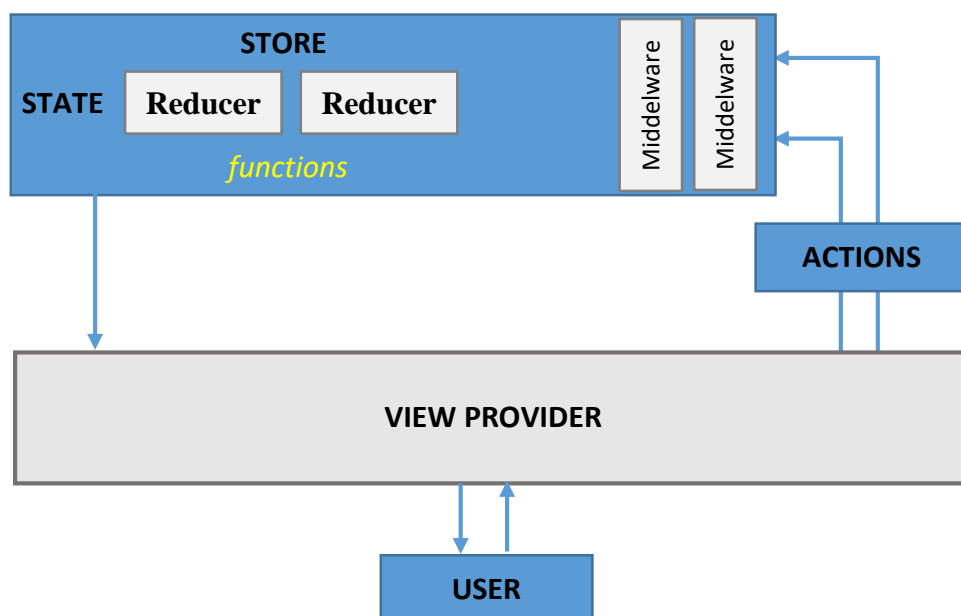 STORE
STATE
Reducer
Reducer
functions
Middelware
Middelware
ACTIONS
VIEW PROVIDER
USER